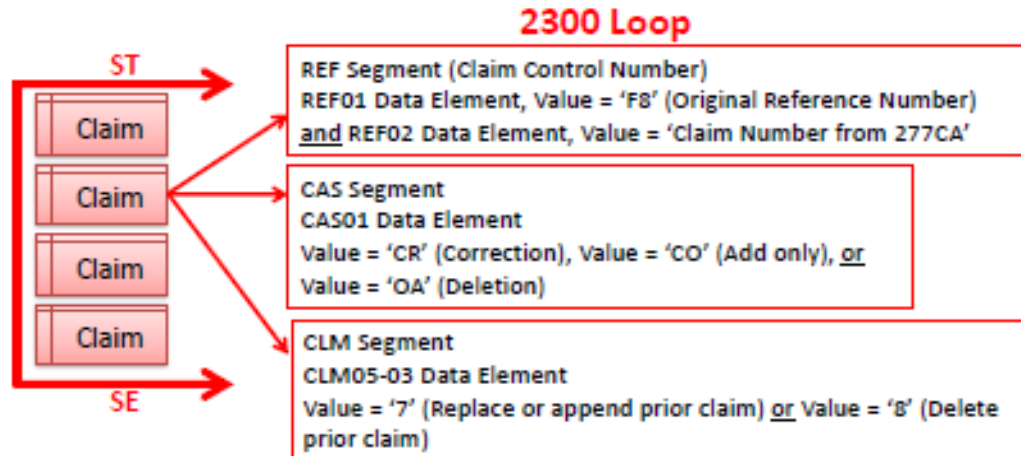 2300 Loop
ST
REF Segment (Claim Control Number)
REF01 Data Element, Value = ‘F8’ (Original Reference Number)
and REF02 Data Element, Value = ‘Claim Number from 277CA’
Claim
Claim
Claim
Claim
CAS Segment
CAS01 Data Element
Value = ‘CR’ (Correction), Value = ‘CO’ (Add only), or
Value = ‘OA’ (Deletion)
CLM Segment
CLM05-03 Data Element
Value = ‘7’ (Replace or append prior claim) or Value = ‘8’ (Delete
prior claim)
SE